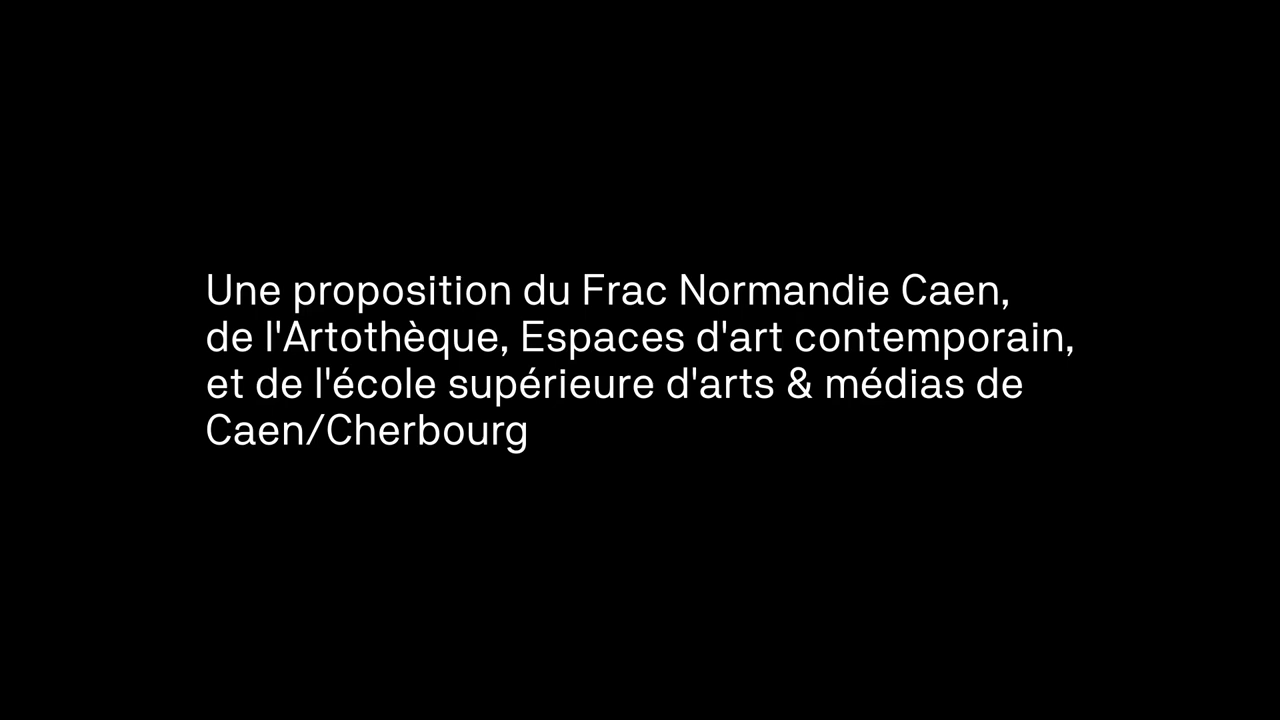 Une proposition du Frac Normandie Caen,
de l'Artothèque, Espaces d'art contemporain,
et de l'école supérieure d'arts & médias de
Caen/Cherbourg